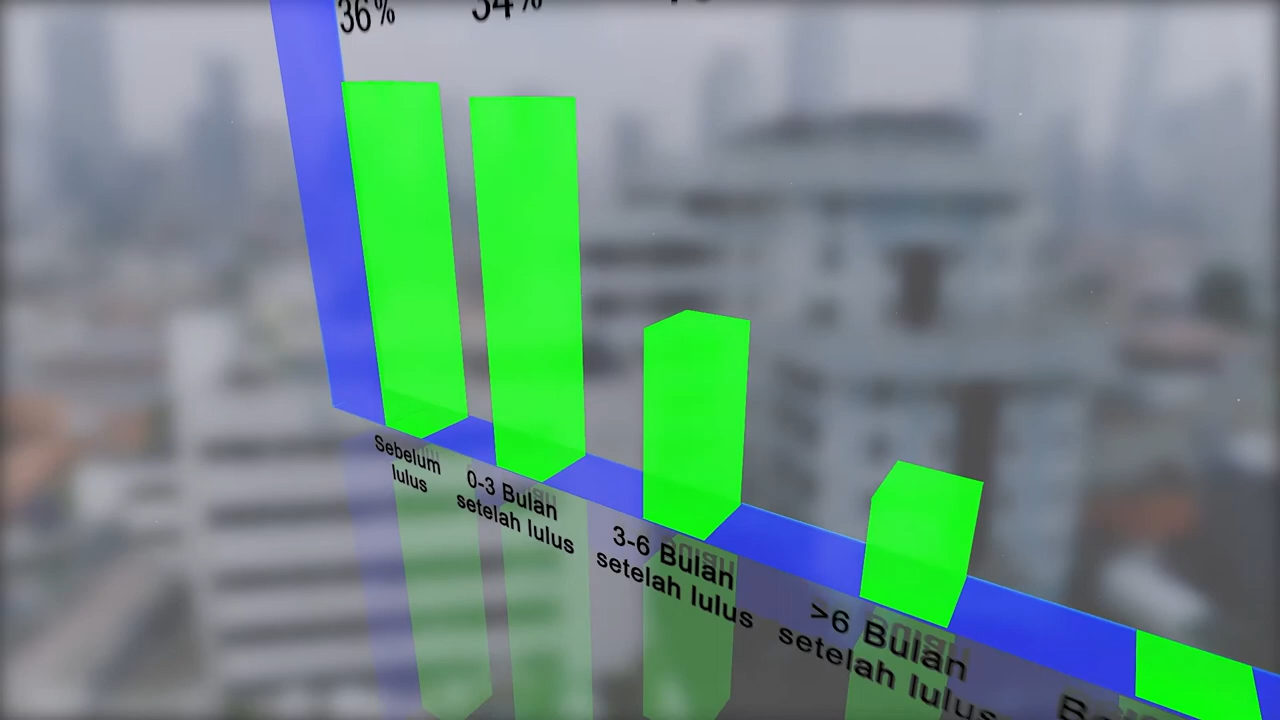 36%
34%
Sebelum
lulus
0-3 Bulan
setelah lulus
3-6 Bulan
setelah lulus
>6 Bulan
setelah lulus